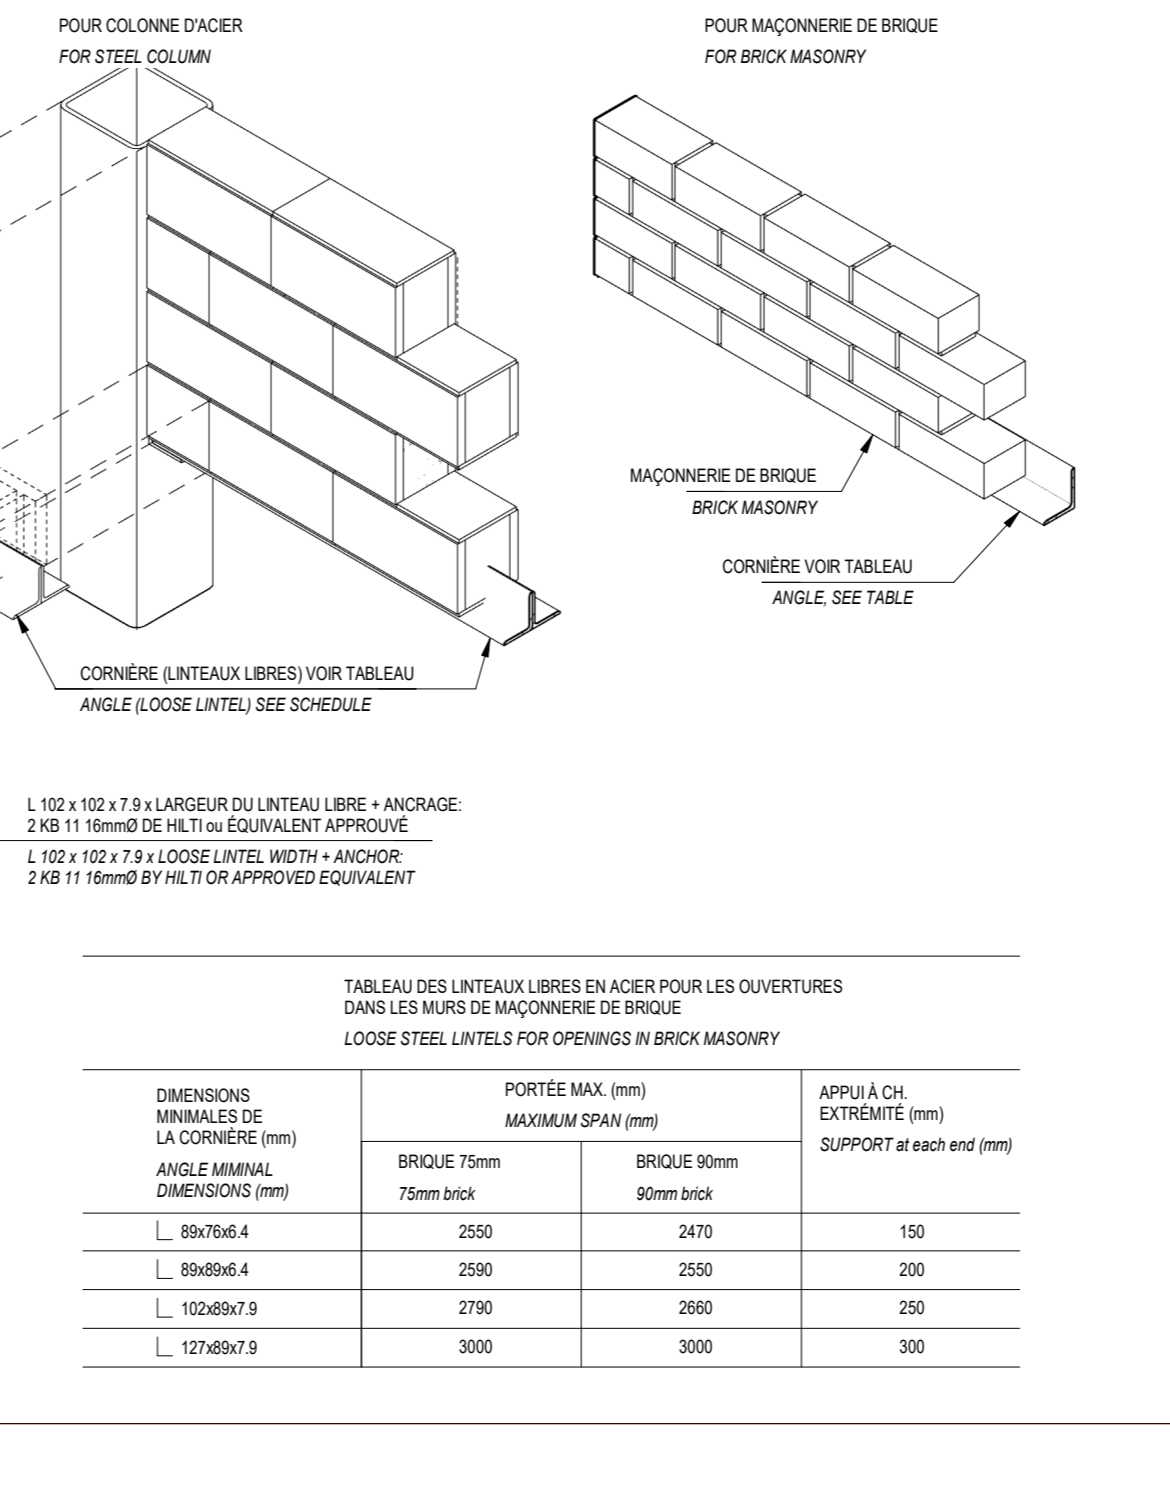 POUR COLONNE D'ACIER
FOR STEEL COLUMN
POUR MAÇONNERIE DE BRIQUE
FOR BRICK MASONRY
MAÇONNERIE DE BRIQUE
BRICK MASONRY
CORNIÈRE VOIR TABLEAU
ANGLE, SEE TABLE
CORNIÈRE (LINTEAUX LIBRES) VOIR TABLEAU
ANGLE (LOOSE LINTEL) SEE SCHEDULE
L 102 x 102 x 7.9 x LARGEUR DU LINTEAU LIBRE + ANCRAGE:
2 KB 11 16mmØ DE HILTI ou ÉQUIVALENT APPROUVÉ
L 102 x 102 x 7.9 x LOOSE LINTEL WIDTH + ANCHOR:
2 KB 11 16mmØ BY HILTI OR APPROVED EQUIVALENT
TABLEAU DES LINTEAUX LIBRES EN ACIER POUR LES OUVERTURES
DANS LES MURS DE MAÇONNERIE DE BRIQUE
LOOSE STEEL LINTELS FOR OPENINGS IN BRICK MASONRY
DIMENSIONS
MINIMALES DE
LA CORNIÈRE (mm)
ANGLE MIMINAL
DIMENSIONS (mm)
PORTÉE MAX. (mm)
MAXIMUM SPAN (mm)
APPUI À CH.
EXTRÉMITÉ (mm)
SUPPORT at each end (mm)
BRIQUE 75mm
75mm brick
BRIQUE 90mm
90mm brick
89x76x6.4 2550 2470 150
89x89x6.4 2590 2550 200
102x89x7.9 2790 2660 250
127x89x7.9 3000 3000 300